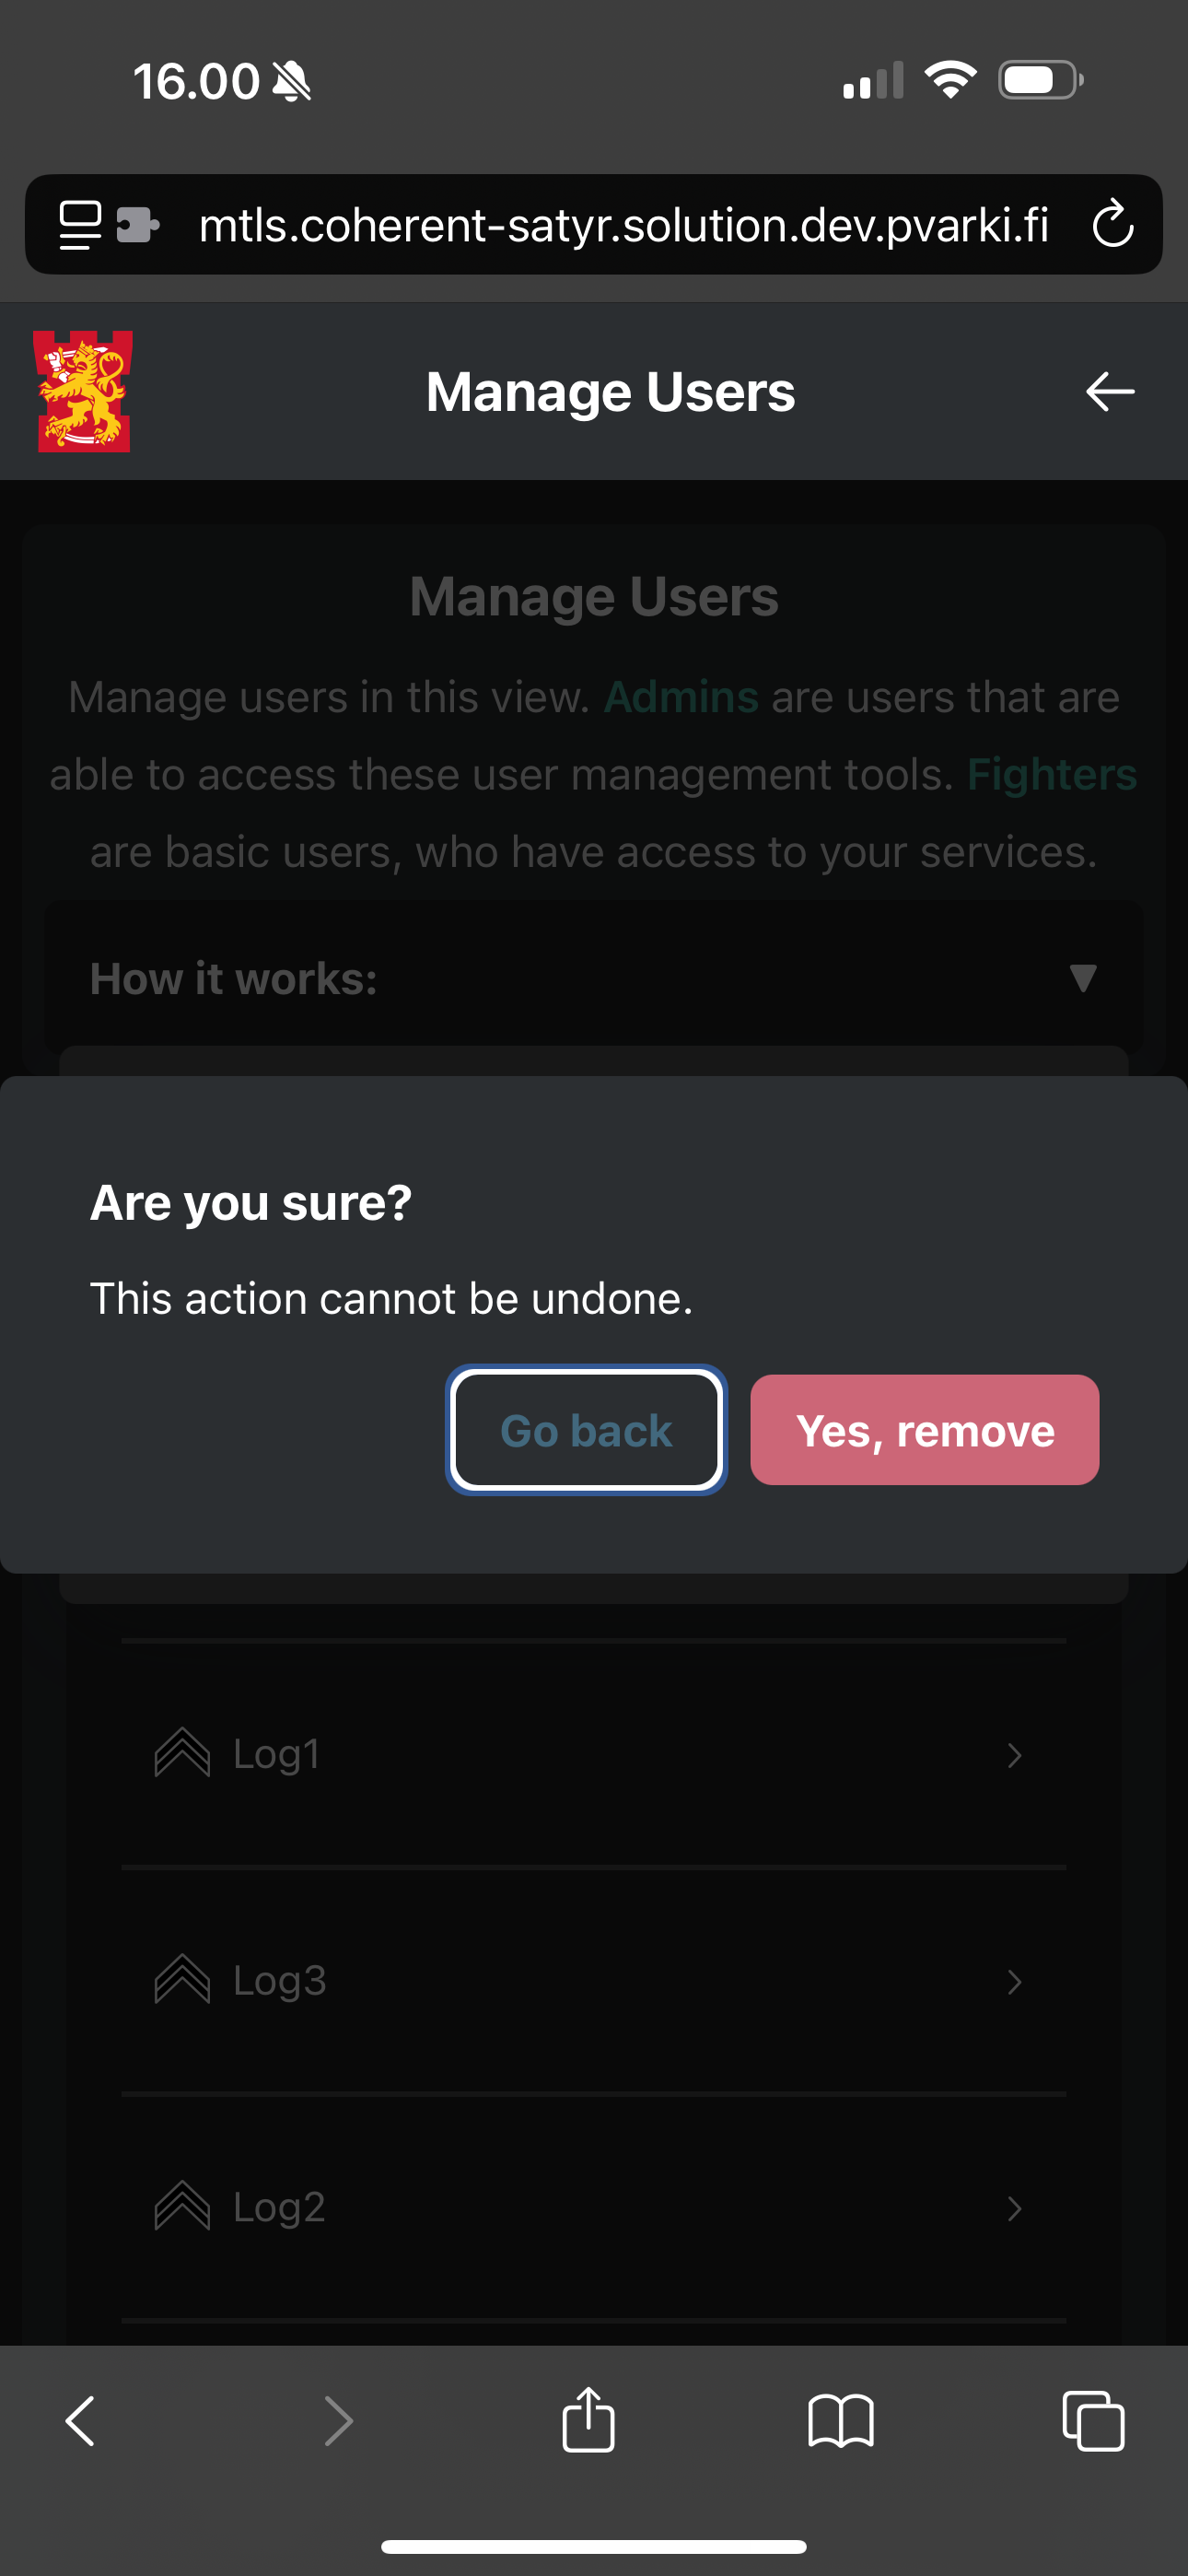 16.00
mtls.coherent-satyr.solution.dev.pvarki.fi
Manage Users
Manage Users
Manage users in this view. Admins are users that are
able to access these user management tools. Fighters
are basic users, who have access to your services.
How it works:
Are you sure?
This action cannot be undone.
Go back
Yes, remove
Log1
Log3
Log2